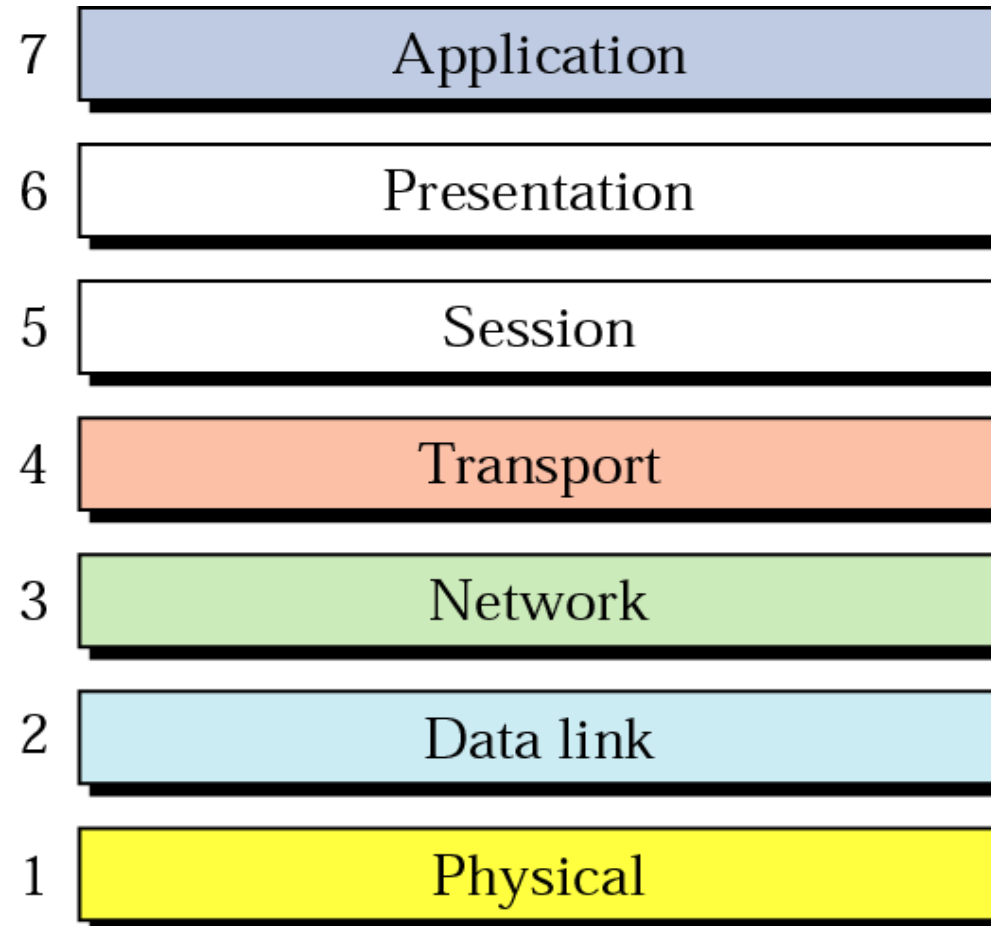 7 Application
6 Presentation
5 Session
4 Transport
3 Network
2 Data link
1 Physical